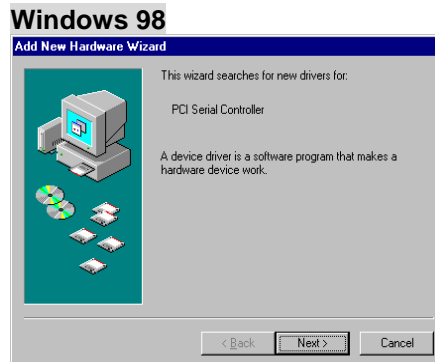 Windows 98
Add New Hardware Wizard
This wizard searches for new drivers for:
PCI Serial Controller
A device driver is a software program that makes a
hardware device work.
< Back
Next >
Cancel